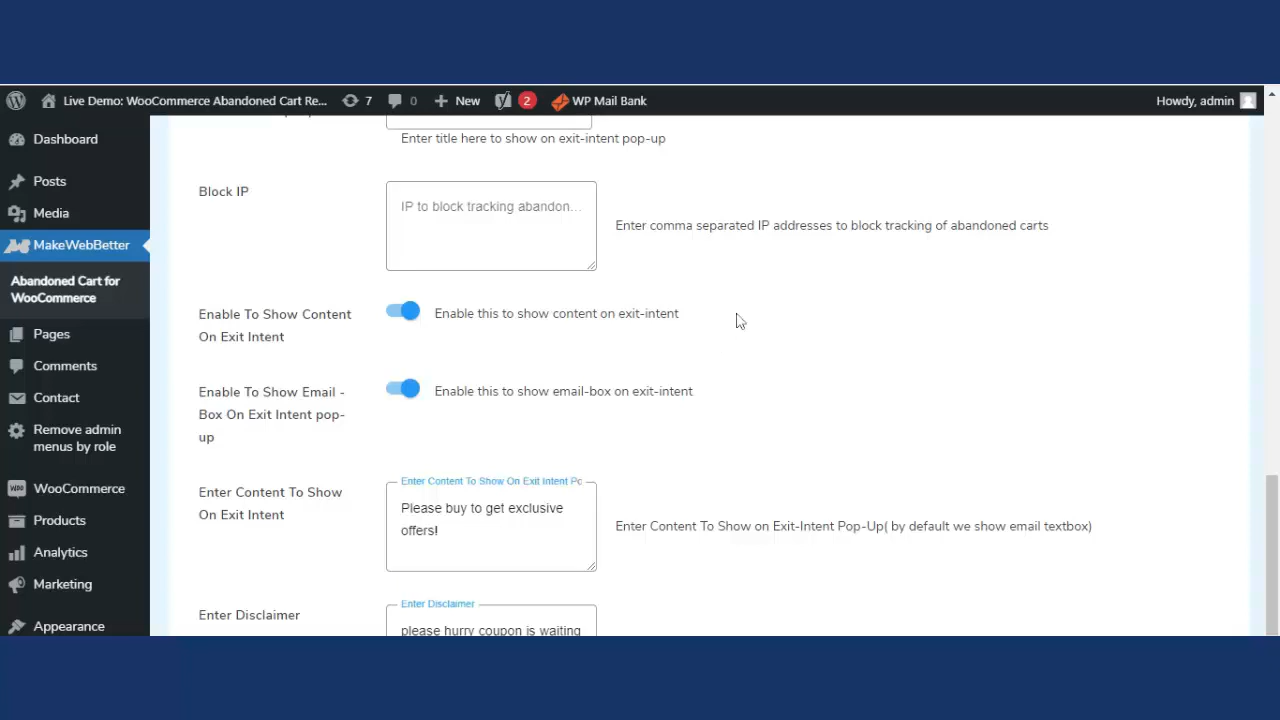 Live Demo: WooCommerce Abandoned Cart Re... 7 0 New 2 WP Mail Bank Howdy, admin
Dashboard
Posts
Media
MakeWebBetter
Abandoned Cart for
WooCommerce
Pages
Comments
Contact
Remove admin
menus by role
WooCommerce
Products
Analytics
Marketing
Appearance
Enter title here to show on exit-intent pop-up
Block IP
IP to block tracking abandon...
Enter comma separated IP addresses to block tracking of abandoned carts
Enable To Show Content
On Exit Intent
Enable this to show content on exit-intent
Enable To Show Email -
Box On Exit Intent pop-
up
Enable this to show email-box on exit-intent
Enter Content To Show
On Exit Intent
Enter Content To Show On Exit Intent Pc
Please buy to get exclusive
offers!
Enter Content To Show on Exit-Intent Pop-Up( by default we show email textbox)
Enter Disclaimer
Enter Disclaimer
please hurry coupon is waiting